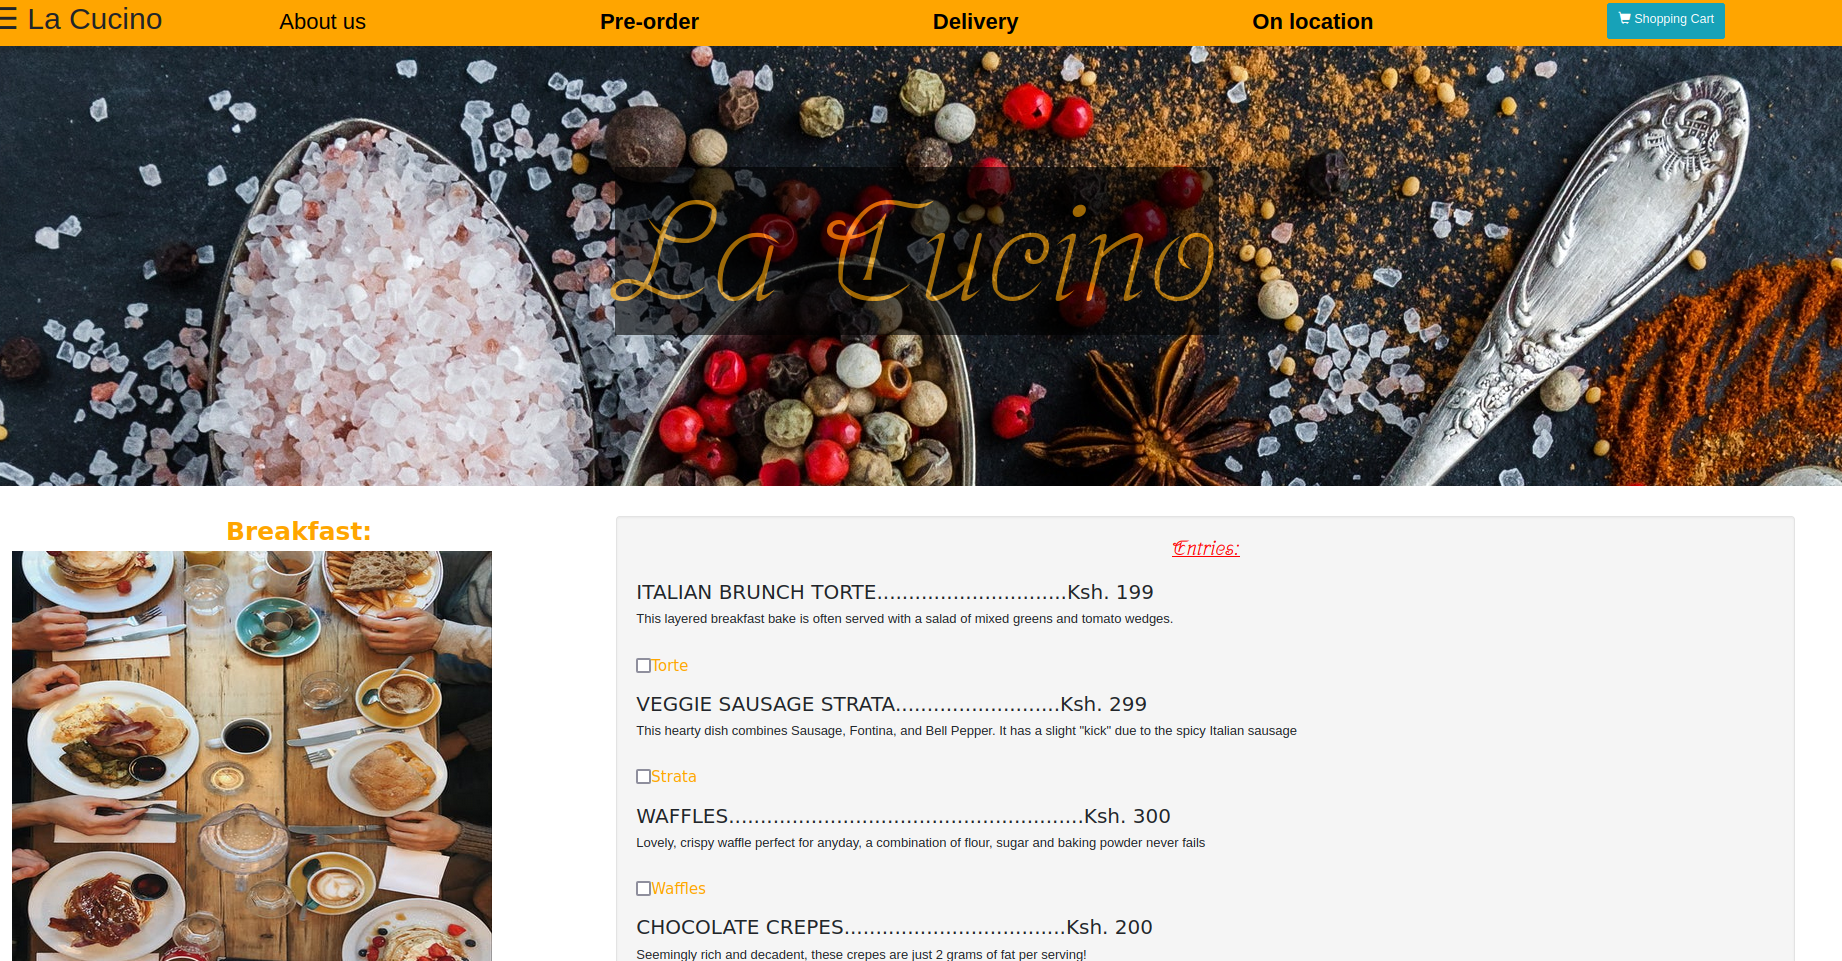 ☰ La Cucino
About us
Pre-order
Delivery
On location
Shopping Cart
La Cucino
Breakfast:
Entries:
ITALIAN BRUNCH TORTE..............................Ksh. 199
This layered breakfast bake is often served with a salad of mixed greens and tomato wedges.
Torte
VEGGIE SAUSAGE STRATA..........................Ksh. 299
This hearty dish combines Sausage, Fontina, and Bell Pepper. It has a slight "kick" due to the spicy Italian sausage
Strata
WAFFLES........................................................Ksh. 300
Lovely, crispy waffle perfect for anyday, a combination of flour, sugar and baking powder never fails
Waffles
CHOCOLATE CREPES...................................Ksh. 200
Seemingly rich and decadent, these crepes are just 2 grams of fat per serving!